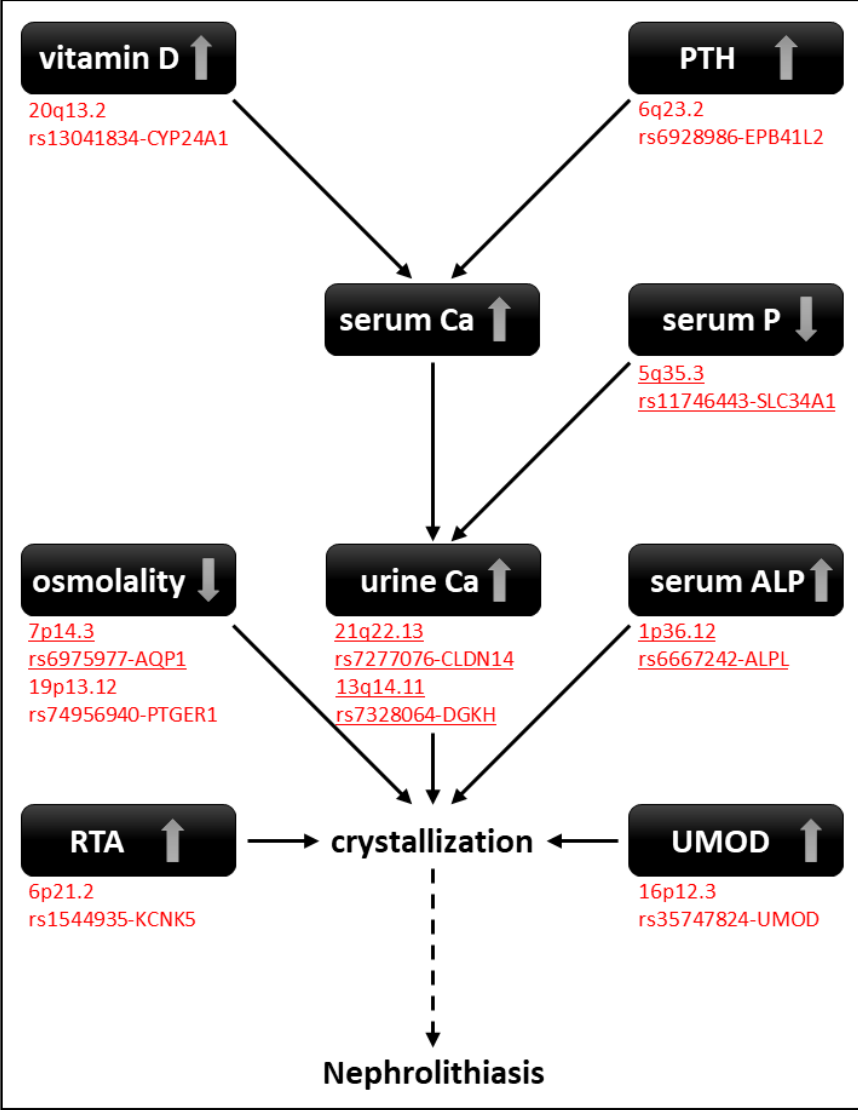 vitamin D
20q13.2
rs13041834-CYP24A1
PTH
6q23.2
rs6928986-EPB41L2
serum Ca
serum P
5q35.3
rs11746443-SLC34A1
osmolality
7p14.3
rs6975977-AQP1
19p13.12
rs74956940-PTGER1
urine Ca
21q22.13
rs7277076-CLDN14
13q14.11
rs7328064-DGKH
serum ALP
1p36.12
rs6667242-ALPL
RTA
6p21.2
rs1544935-KCNK5
crystallization
UMOD
16p12.3
rs35747824-UMOD
Nephrolithiasis